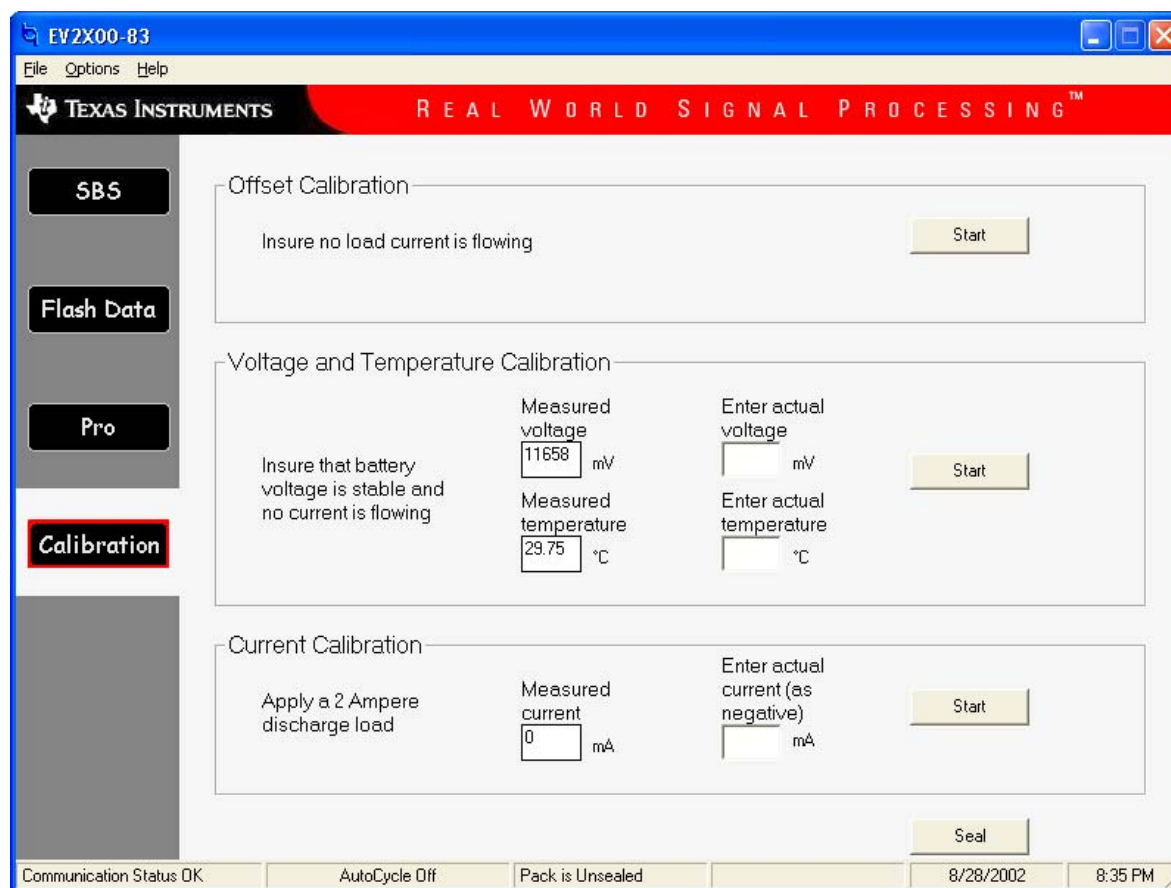 EV2X00-83
File Options Help
TEXAS INSTRUMENTS
REAL WORLD SIGNAL PROCESSING™
SBS
Flash Data
Pro
Calibration
Offset Calibration
Insure no load current is flowing
Start
Voltage and Temperature Calibration
Insure that battery
voltage is stable and
no current is flowing
Measured
voltage
11658 mV
Enter actual
voltage
mV
Measured
temperature
29.75 °C
Enter actual
temperature
°C
Start
Current Calibration
Apply a 2 Ampere
discharge load
Measured
current
0 mA
Enter actual
current (as
negative)
mA
Start
Seal
Communication Status OK
AutoCycle Off
Pack is Unsealed
8/28/2002
8:35 PM